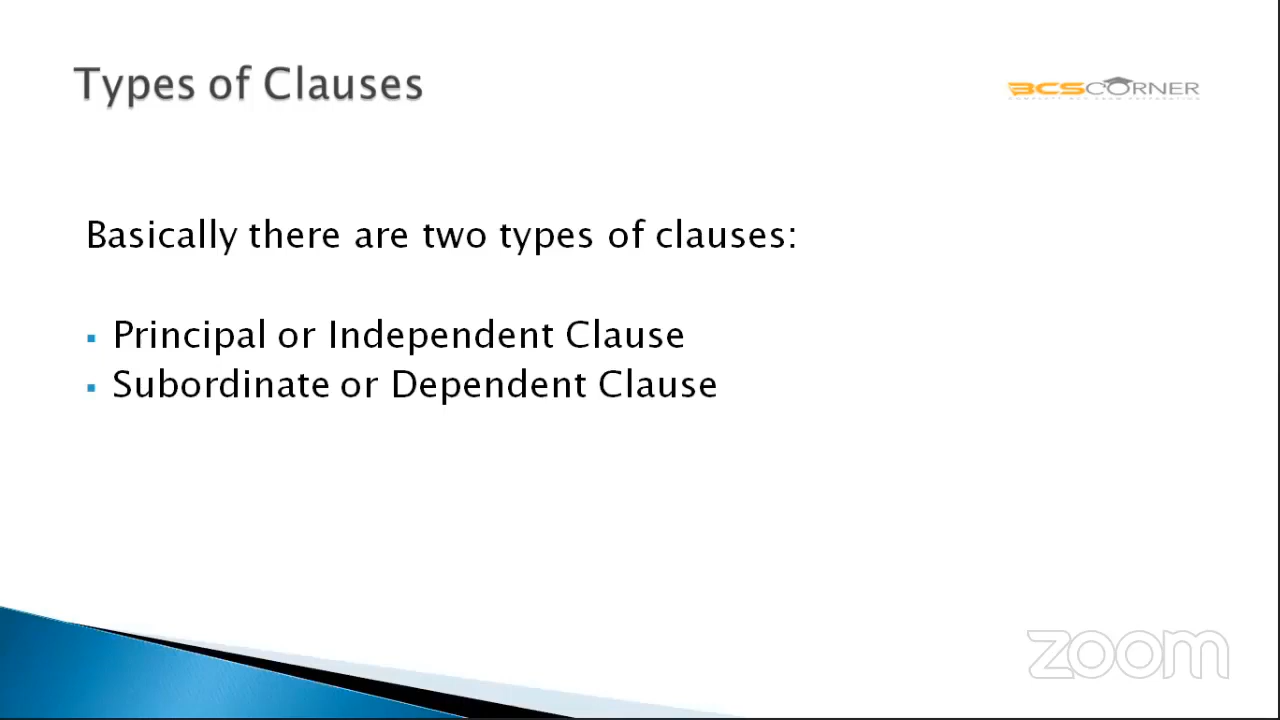 Types of Clauses
BCSCORNER
Basically there are two types of clauses:
Principal or Independent Clause
Subordinate or Dependent Clause
zoom